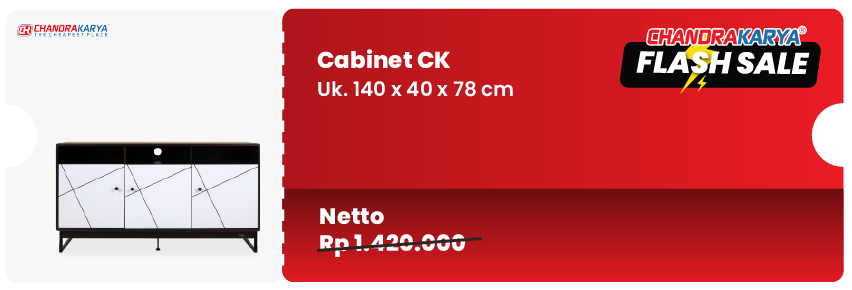 CHANDRAKARYA
THE CHEAPEST PLACE
Cabinet CK
Uk. 140 x 40 x 78 cm
CHANDRAKARYA®
FLASH SALE
Netto
Rp 1.420.000